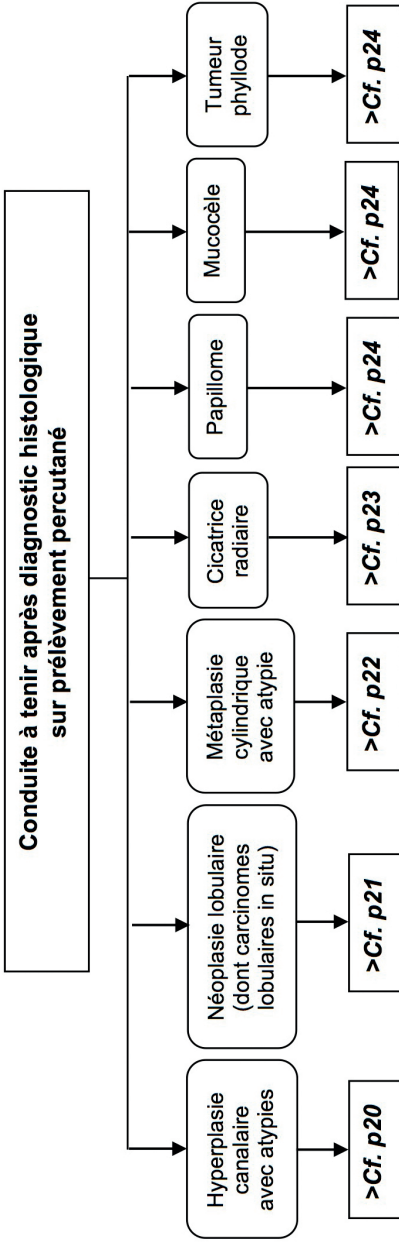 Conduite à tenir après diagnostic histologique
sur prélèvement percutané
Hyperplasie
canalaire
avec atypies
>Cf. p20
Néoplasie lobulaire
(dont carcinomes
lobulaires in situ)
>Cf. p21
Métaplasie
cylindrique
avec atypie
>Cf. p22
Cicatrice
radiaire
>Cf. p23
Papillome
>Cf. p24
Mucocèle
>Cf. p24
Tumeur
phyllode
>Cf. p24